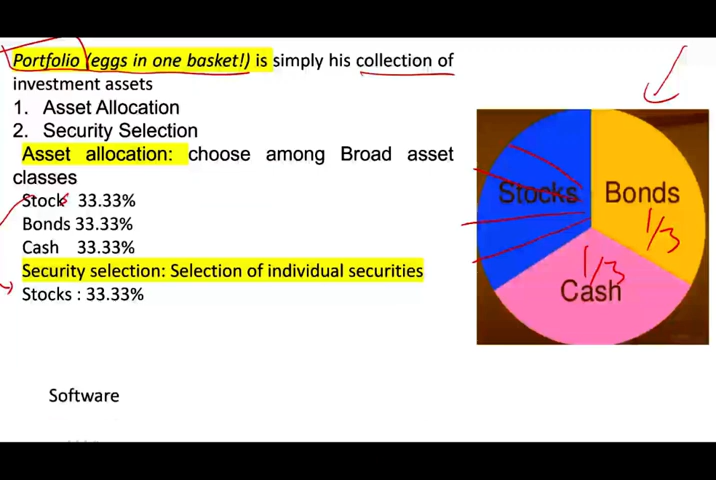 Portfolio (eggs in one basket!) is simply his collection of
investment assets
1. Asset Allocation
2. Security Selection
Asset allocation: choose among Broad asset
classes
Stocks 33.33%
Bonds 33.33%
Cash 33.33%
Security selection: Selection of individual securities
Stocks : 33.33%
Software
Stocks
Bonds
1/3
1/3
Cash